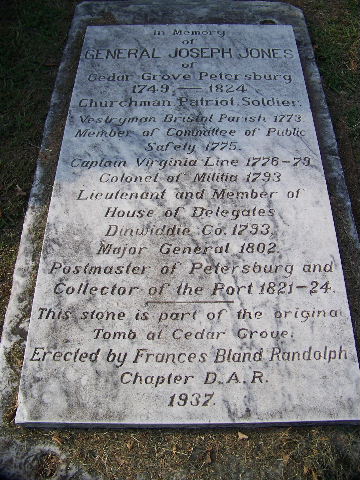 In Memory
of
GENERAL JOSEPH JONES
of
Cedar Grove Petersburg
1749 — 1824
Churchman Patriot Soldier.
Vestryman Bristol Parish 1773.
Member of Committee of Public
Safety 1775.
Captain Virginia Line 1776-79
Colonel of Militia 1793
Lieutenant and Member of
House of Delegates
Dinwiddie Co. 1793.
Major General 1802.
Postmaster of Petersburg and
Collector of the Port 1821-24.
This stone is part of the original
Tomb at Cedar Grove.
Erected by Frances Bland Randolph
Chapter D.A.R.
1937.